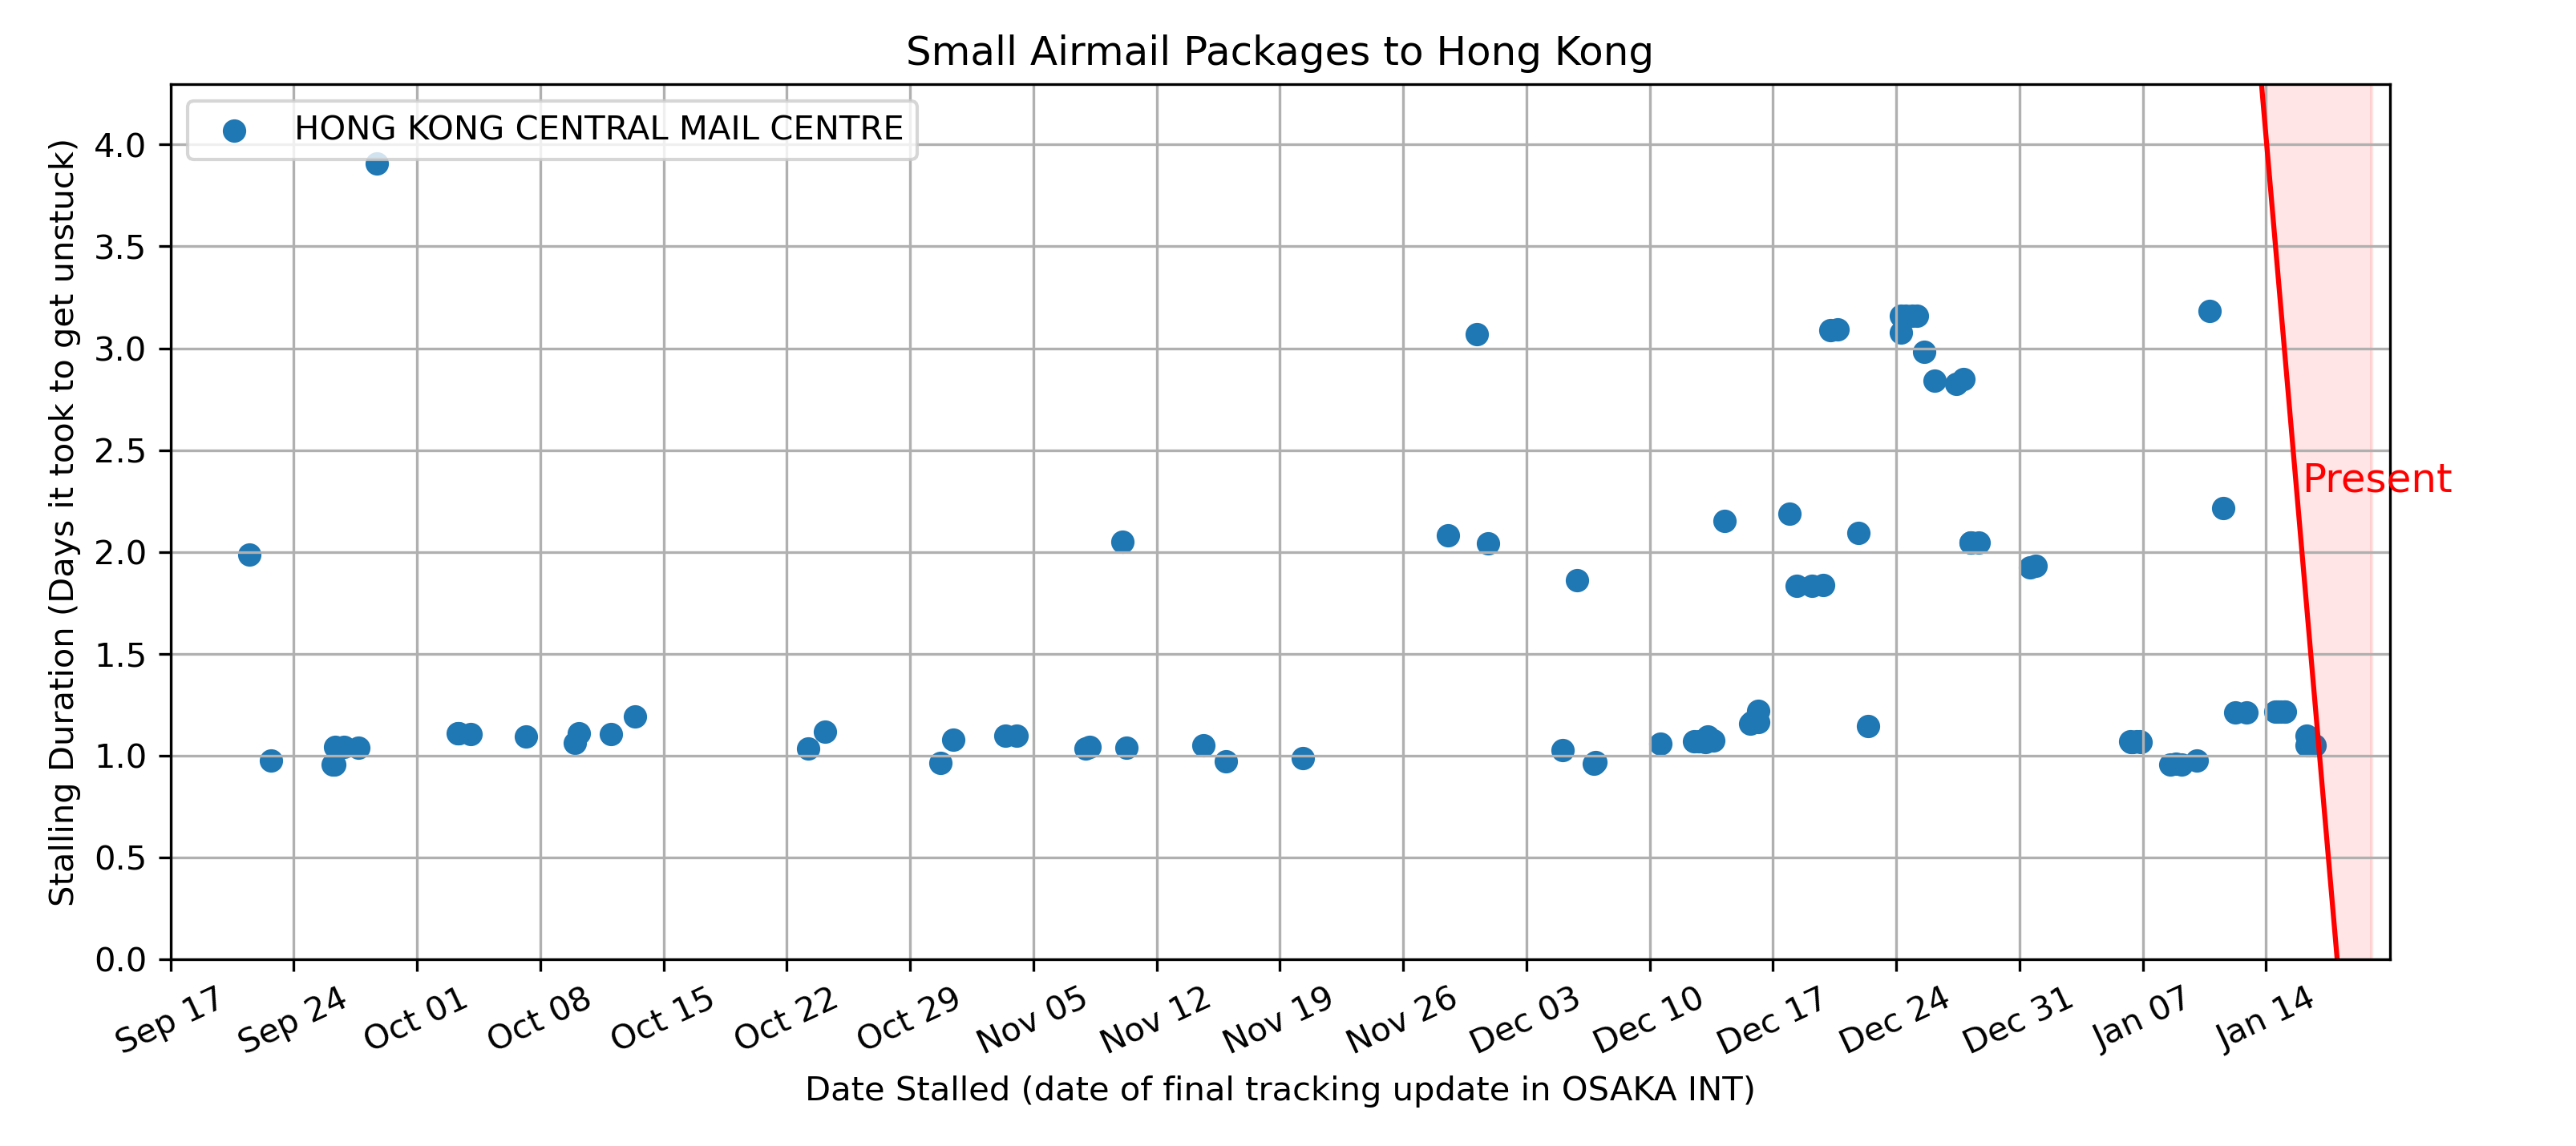 Small Airmail Packages to Hong Kong
HONG KONG CENTRAL MAIL CENTRE
Stalling Duration (Days it took to get unstuck)
4.0
3.5
3.0
2.5
2.0
1.5
1.0
0.5
0.0
Present
Sep 17
Sep 24
Oct 01
Oct 08
Oct 15
Oct 22
Oct 29
Nov 05
Nov 12
Nov 19
Nov 26
Dec 03
Dec 10
Dec 17
Dec 24
Dec 31
Jan 07
Jan 14
Date Stalled (date of final tracking update in OSAKA INT)